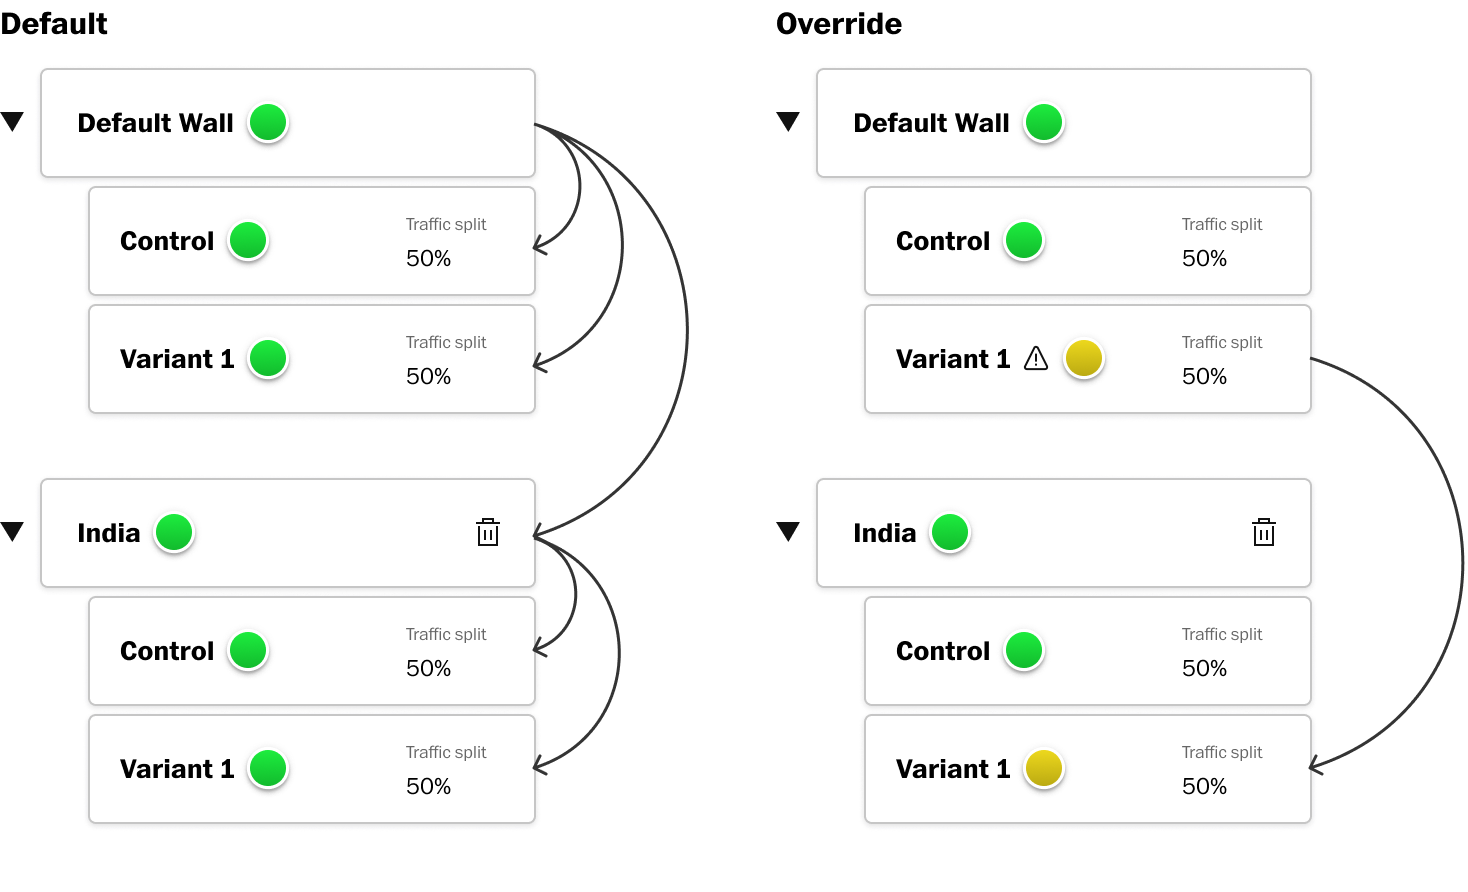 Default
Default Wall
Control
Traffic split
50%
Variant 1
Traffic split
50%
India
Control
Traffic split
50%
Variant 1
Traffic split
50%
Override
Default Wall
Control
Traffic split
50%
Variant 1
Traffic split
50%
India
Control
Traffic split
50%
Variant 1
Traffic split
50%